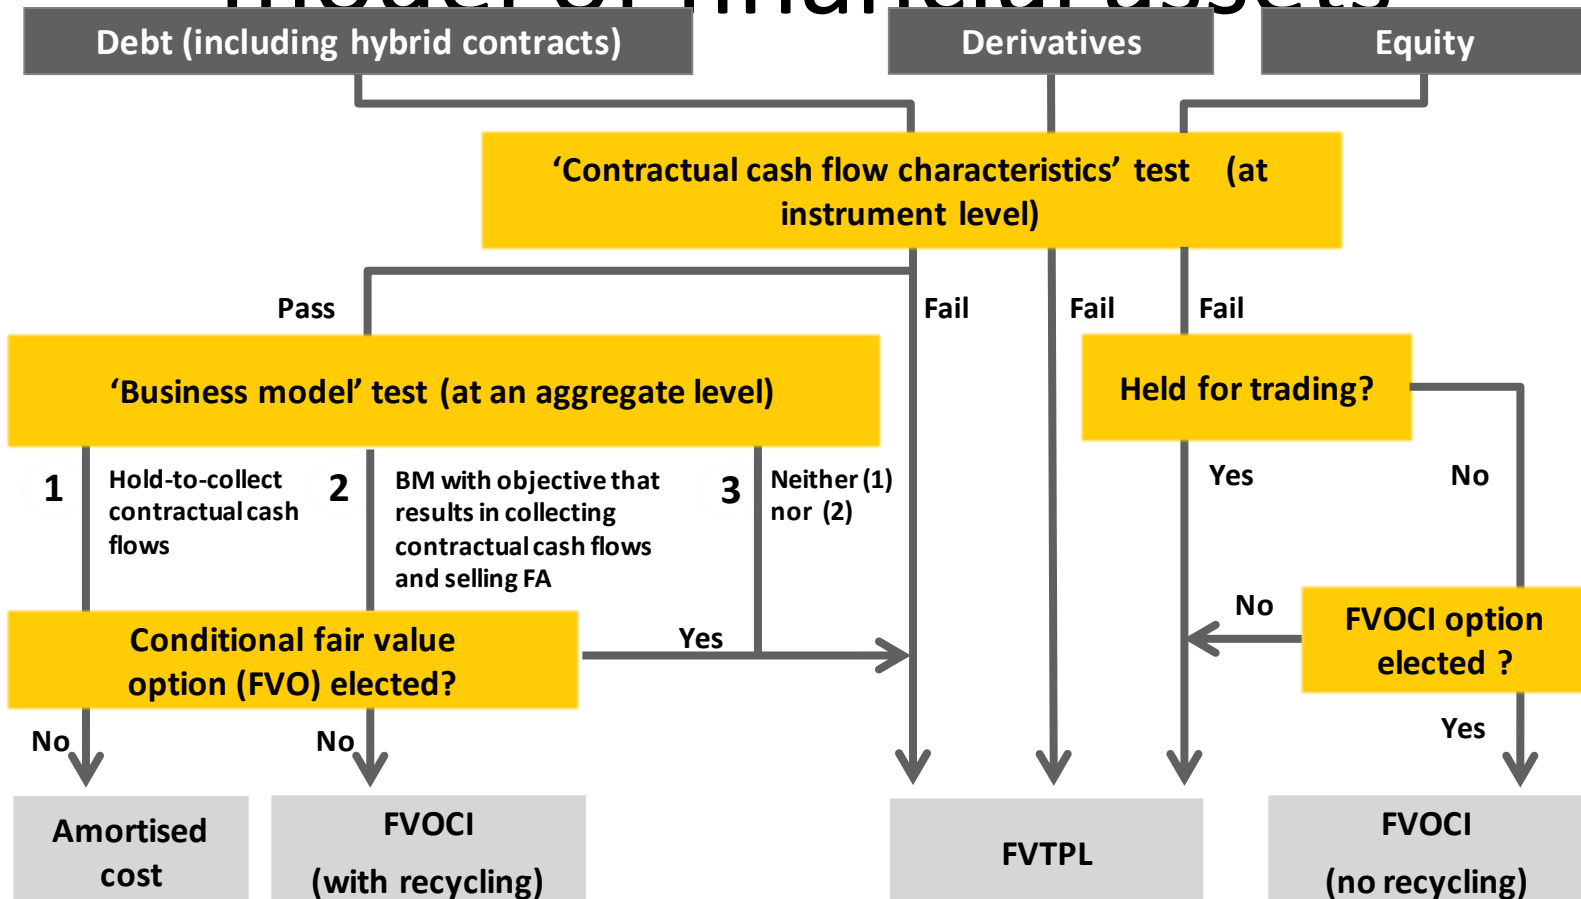 model of financial assets
Debt (including hybrid contracts)
Derivatives
Equity
‘Contractual cash flow characteristics’ test (at
instrument level)
Pass
Fail
Fail
Fail
‘Business model’ test (at an aggregate level)
Held for trading?
1
Hold-to-collect
contractual cash
flows
2
BM with objective that
results in collecting
contractual cash flows
and selling FA
3
Neither (1)
nor (2)
Yes
No
Conditional fair value
option (FVO) elected?
Yes
No
FVOCI option
elected ?
No
No
Yes
Amortised
cost
FVOCI
(with recycling)
FVTPL
FVOCI
(no recycling)